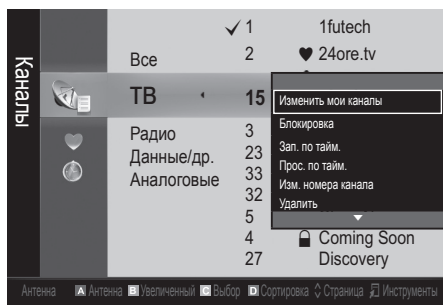 Каналы
✓ 1 1futech
Все 2 ♥ 24ore.tv
ТВ 15
Радио 3
Данные/др. 23
Аналоговые 33
32
5
4 Coming Soon
27 Discovery
Изменить мои каналы
Блокировка
Зап. по тайм.
Прос. по тайм.
Изм. номера канала
Удалить
Антенна A Антенна B Увеличенный C Выбор D Сортировка Страница Инструменты